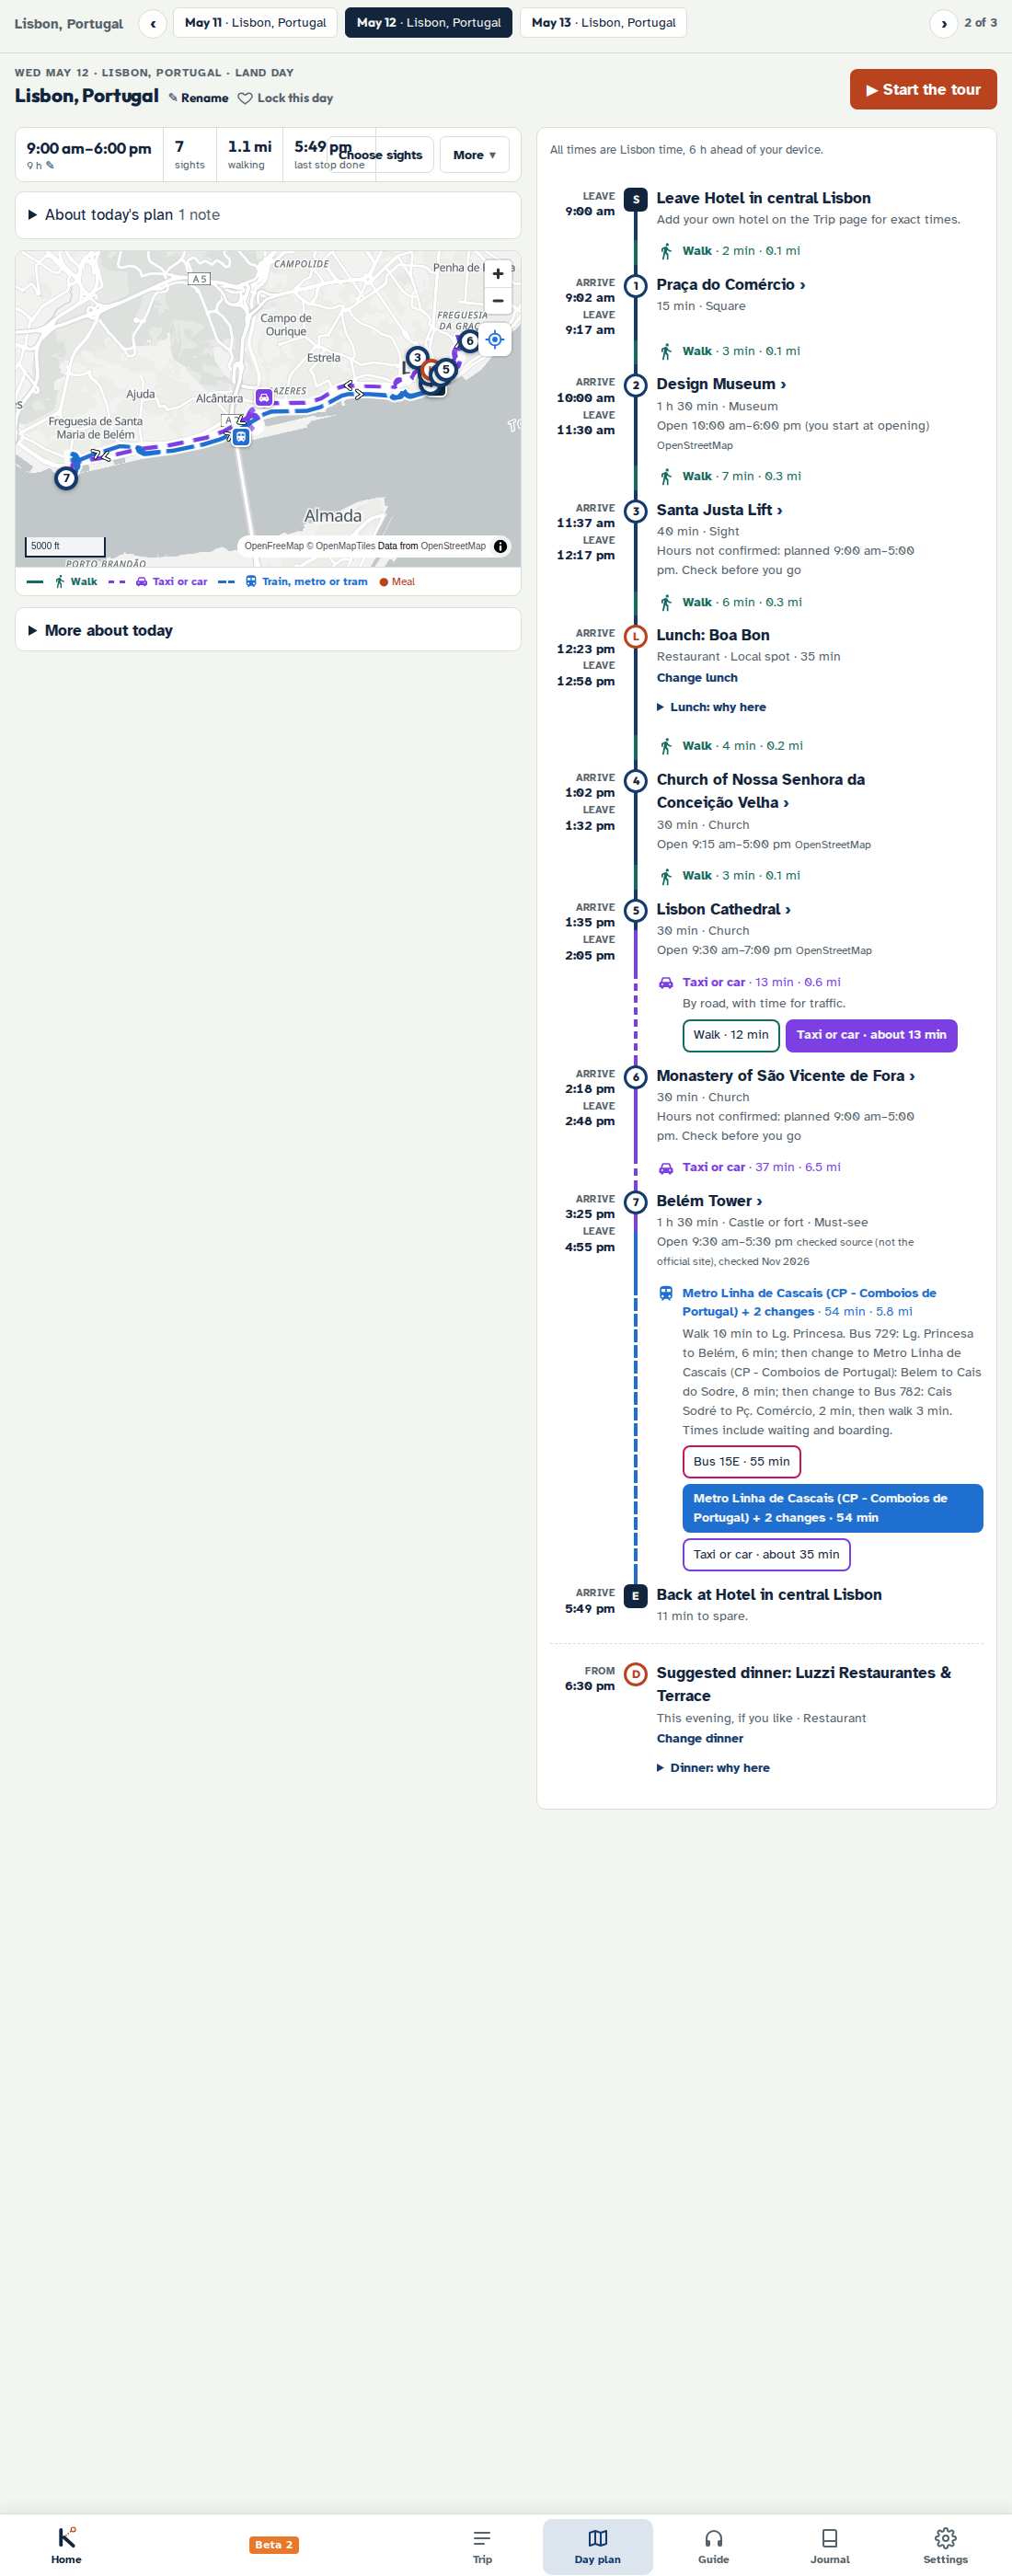 Lisbon, Portugal
‹
May 11 · Lisbon, Portugal
May 12 · Lisbon, Portugal
May 13 · Lisbon, Portugal
›
2 of 3
WED MAY 12 · LISBON, PORTUGAL · LAND DAY
Lisbon, Portugal
✎ Rename
Lock this day
▶ Start the tour
9:00 am–6:00 pm
9 h ✎
7
sights
1.1 mi
walking
5:49 pm
last stop done
Choose sights
More ▾
▶ About today's plan 1 note
CAMPOLIDE
A 5
Penha de
Campo de
Ourique
FREGUESIA
Estrela
Ajuda
Alcântara
Freguesia de Santa
Maria de Belém
3
5
6
7
+
−
Almada
5000 ft
PORTO BRANDÃO
OpenFreeMap © OpenMapTiles Data from OpenStreetMap
Walk
Taxi or car
Train, metro or tram
Meal
▶ More about today
All times are Lisbon time, 6 h ahead of your device.
LEAVE
9:00 am
S
Leave Hotel in central Lisbon
Add your own hotel on the Trip page for exact times.
Walk · 2 min · 0.1 mi
ARRIVE
9:02 am
LEAVE
9:17 am
1
Praça do Comércio ›
15 min · Square
Walk · 3 min · 0.1 mi
ARRIVE
10:00 am
LEAVE
11:30 am
2
Design Museum ›
1 h 30 min · Museum
Open 10:00 am–6:00 pm (you start at opening)
OpenStreetMap
Walk · 7 min · 0.3 mi
ARRIVE
11:37 am
LEAVE
12:17 pm
3
Santa Justa Lift ›
40 min · Sight
Hours not confirmed: planned 9:00 am–5:00
pm. Check before you go
Walk · 6 min · 0.3 mi
ARRIVE
12:23 pm
LEAVE
12:58 pm
L
Lunch: Boa Bon
Restaurant · Local spot · 35 min
Change lunch
▶ Lunch: why here
Walk · 4 min · 0.2 mi
ARRIVE
1:02 pm
LEAVE
1:32 pm
4
Church of Nossa Senhora da
Conceição Velha ›
30 min · Church
Open 9:15 am–5:00 pm OpenStreetMap
Walk · 3 min · 0.1 mi
ARRIVE
1:35 pm
LEAVE
2:05 pm
5
Lisbon Cathedral ›
30 min · Church
Open 9:30 am–7:00 pm OpenStreetMap
Taxi or car · 13 min · 0.6 mi
By road, with time for traffic.
Walk · 12 min
Taxi or car · about 13 min
ARRIVE
2:18 pm
LEAVE
2:48 pm
6
Monastery of São Vicente de Fora ›
30 min · Church
Hours not confirmed: planned 9:00 am–5:00
pm. Check before you go
Taxi or car · 37 min · 6.5 mi
ARRIVE
3:25 pm
LEAVE
4:55 pm
7
Belém Tower ›
1 h 30 min · Castle or fort · Must-see
Open 9:30 am–5:30 pm checked source (not the
official site), checked Nov 2026
Metro Linha de Cascais (CP - Comboios de
Portugal) + 2 changes · 54 min · 5.8 mi
Walk 10 min to Lg. Princesa. Bus 729: Lg. Princesa
to Belém, 6 min; then change to Metro Linha de
Cascais (CP - Comboios de Portugal): Belem to Cais
do Sodre, 8 min; then change to Bus 782: Cais
Sodré to Pç. Comércio, 2 min, then walk 3 min.
Times include waiting and boarding.
Bus 15E · 55 min
Metro Linha de Cascais (CP - Comboios de
Portugal) + 2 changes · 54 min
Taxi or car · about 35 min
ARRIVE
5:49 pm
E
Back at Hotel in central Lisbon
11 min to spare.
FROM
6:30 pm
D
Suggested dinner: Luzzi Restaurantes &
Terrace
This evening, if you like · Restaurant
Change dinner
▶ Dinner: why here
Home
Beta 2
Trip
Day plan
Guide
Journal
Settings